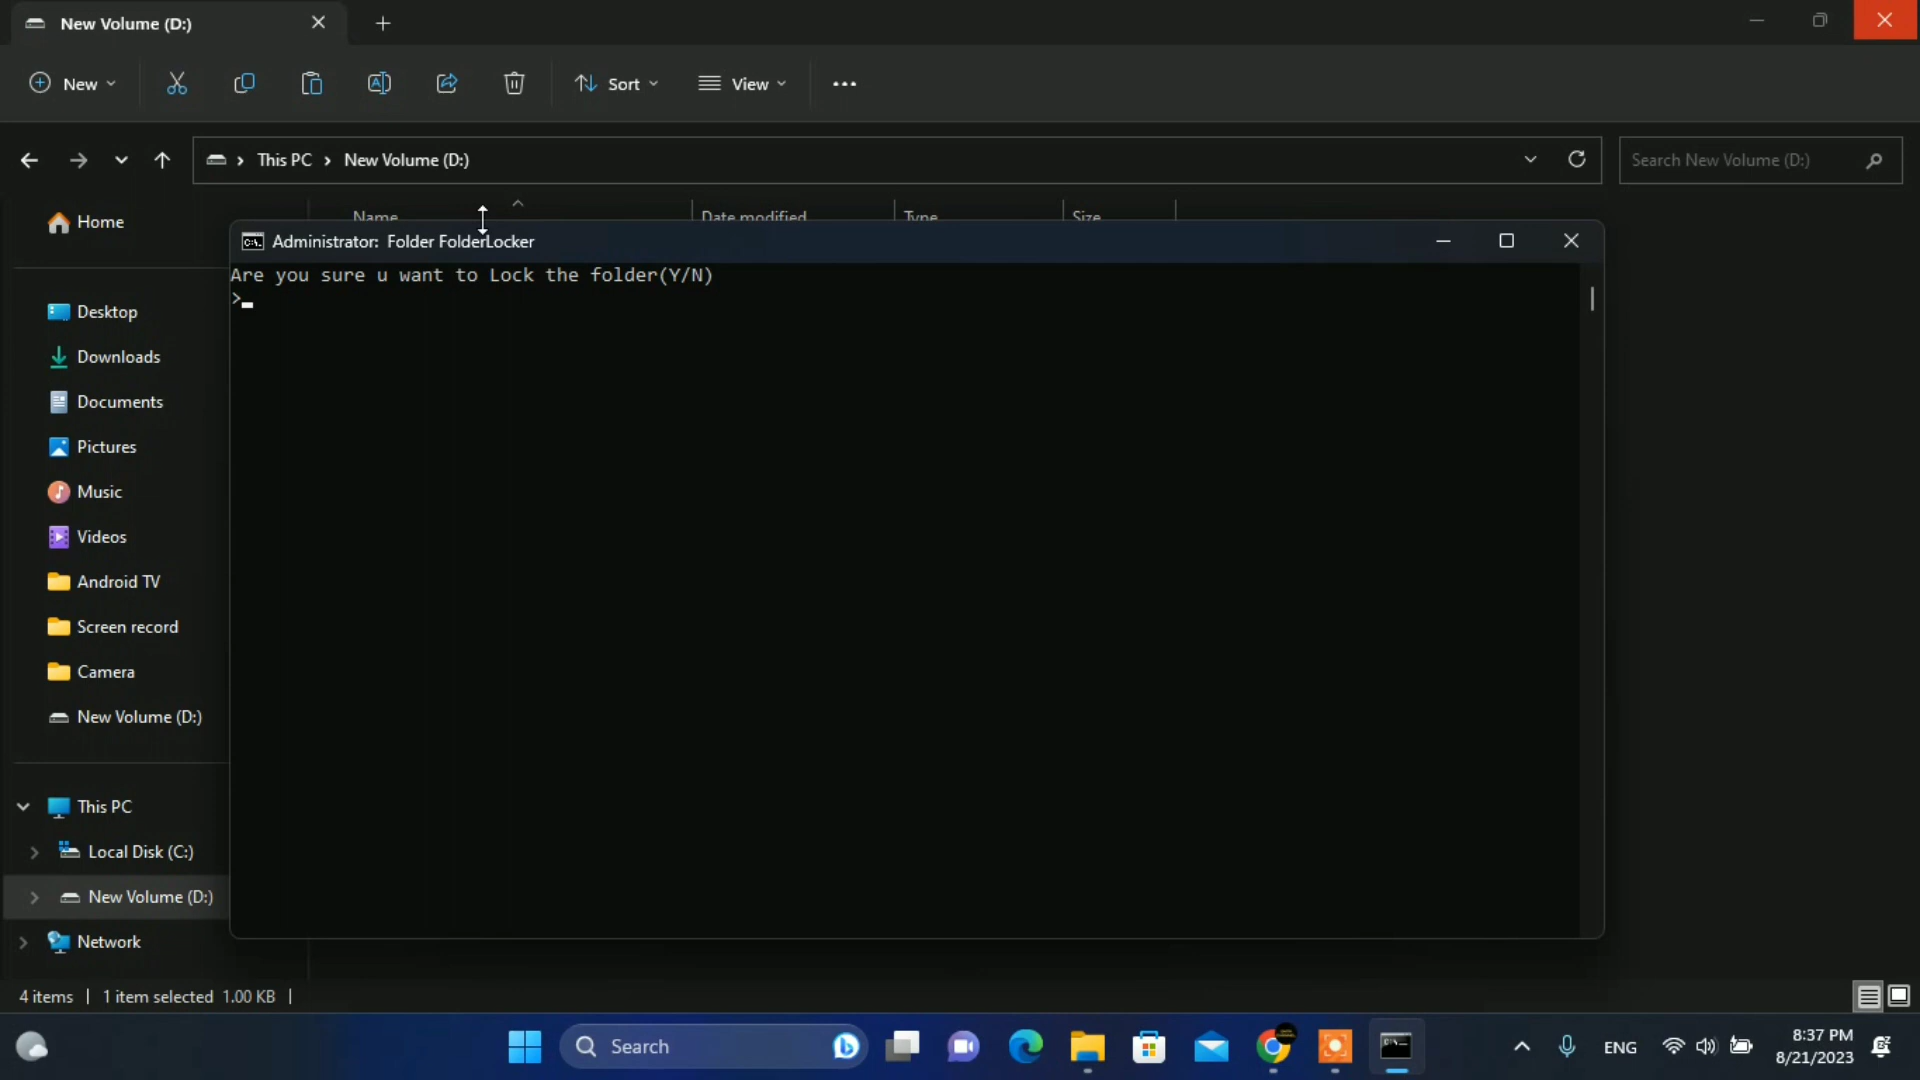 New Volume (D:)
New
Sort
View
This PC
New Volume (D:)
Search New Volume (D:)
Name
Date modified
Type
Size
Home
Desktop
Downloads
Documents
Pictures
Music
Videos
Android TV
Screen record
Camera
New Volume (D:)
This PC
Local Disk (C:)
New Volume (D:)
Network
Administrator: Folder FolderLocker
Are you sure u want to Lock the folder(Y/N)
>
4 items
1 item selected 1.00 KB
Search
ENG
8:37 PM
8/21/2023